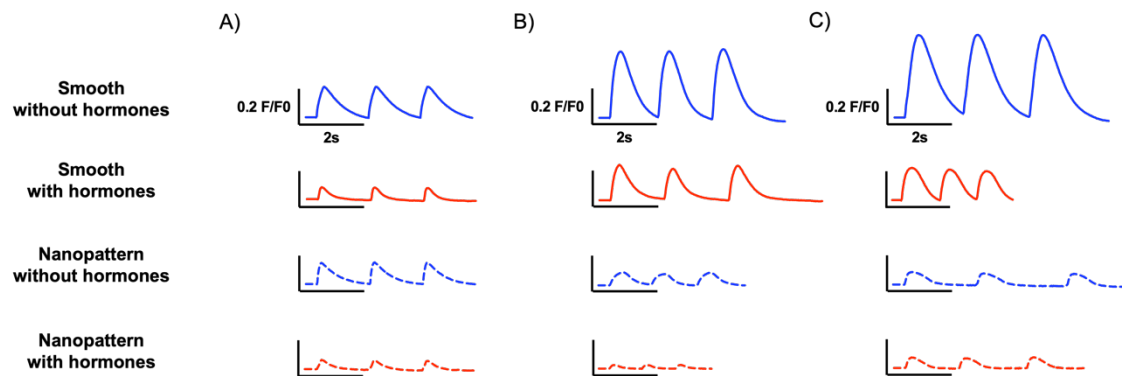 A)
B)
C)
Smooth
without hormones
0.2 F/F0
2s
0.2 F/F0
2s
0.2 F/F0
2s
Smooth
with hormones
Nanopattern
without hormones
Nanopattern
with hormones